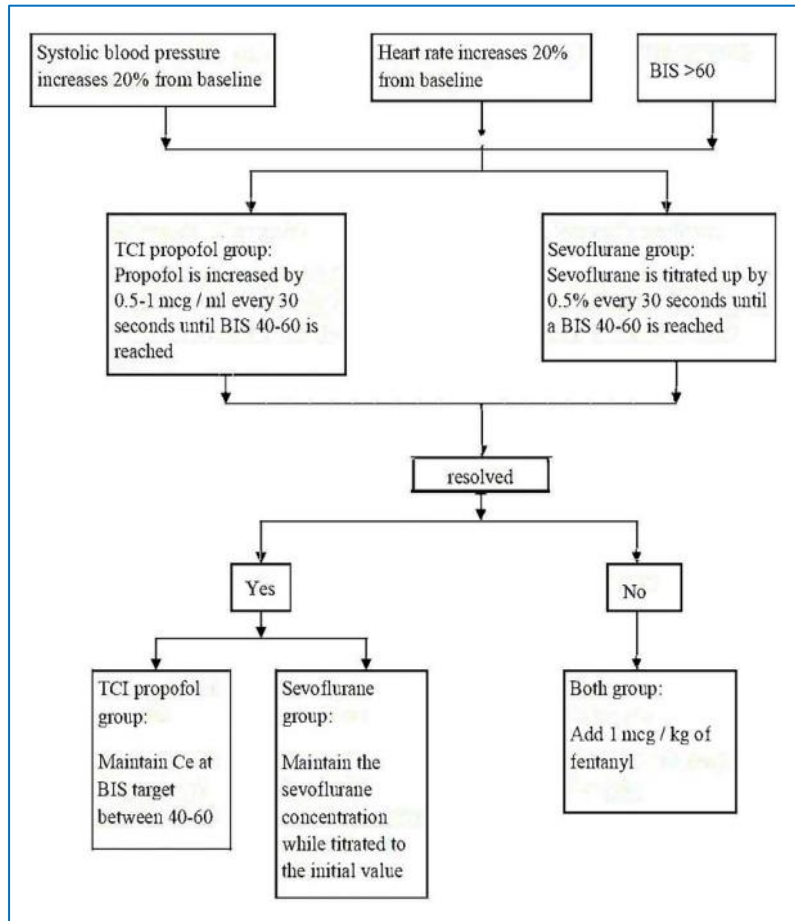 Systolic blood pressure
increases 20% from baseline
Heart rate increases 20%
from baseline
BIS >60
TCI propofol group:
Propofol is increased by
0.5-1 mcg / ml every 30
seconds until BIS 40-60 is
reached
Sevoflurane group:
Sevoflurane is titrated up by
0.5% every 30 seconds until
a BIS 40-60 is reached
resolved
Yes
No
TCI propofol
group:
Maintain Ce at
BIS target
between 40-60
Sevoflurane
group:
Maintain the
sevoflurane
concentration
while titrated to
the initial value
Both group:
Add 1 mcg / kg of
fentanyl